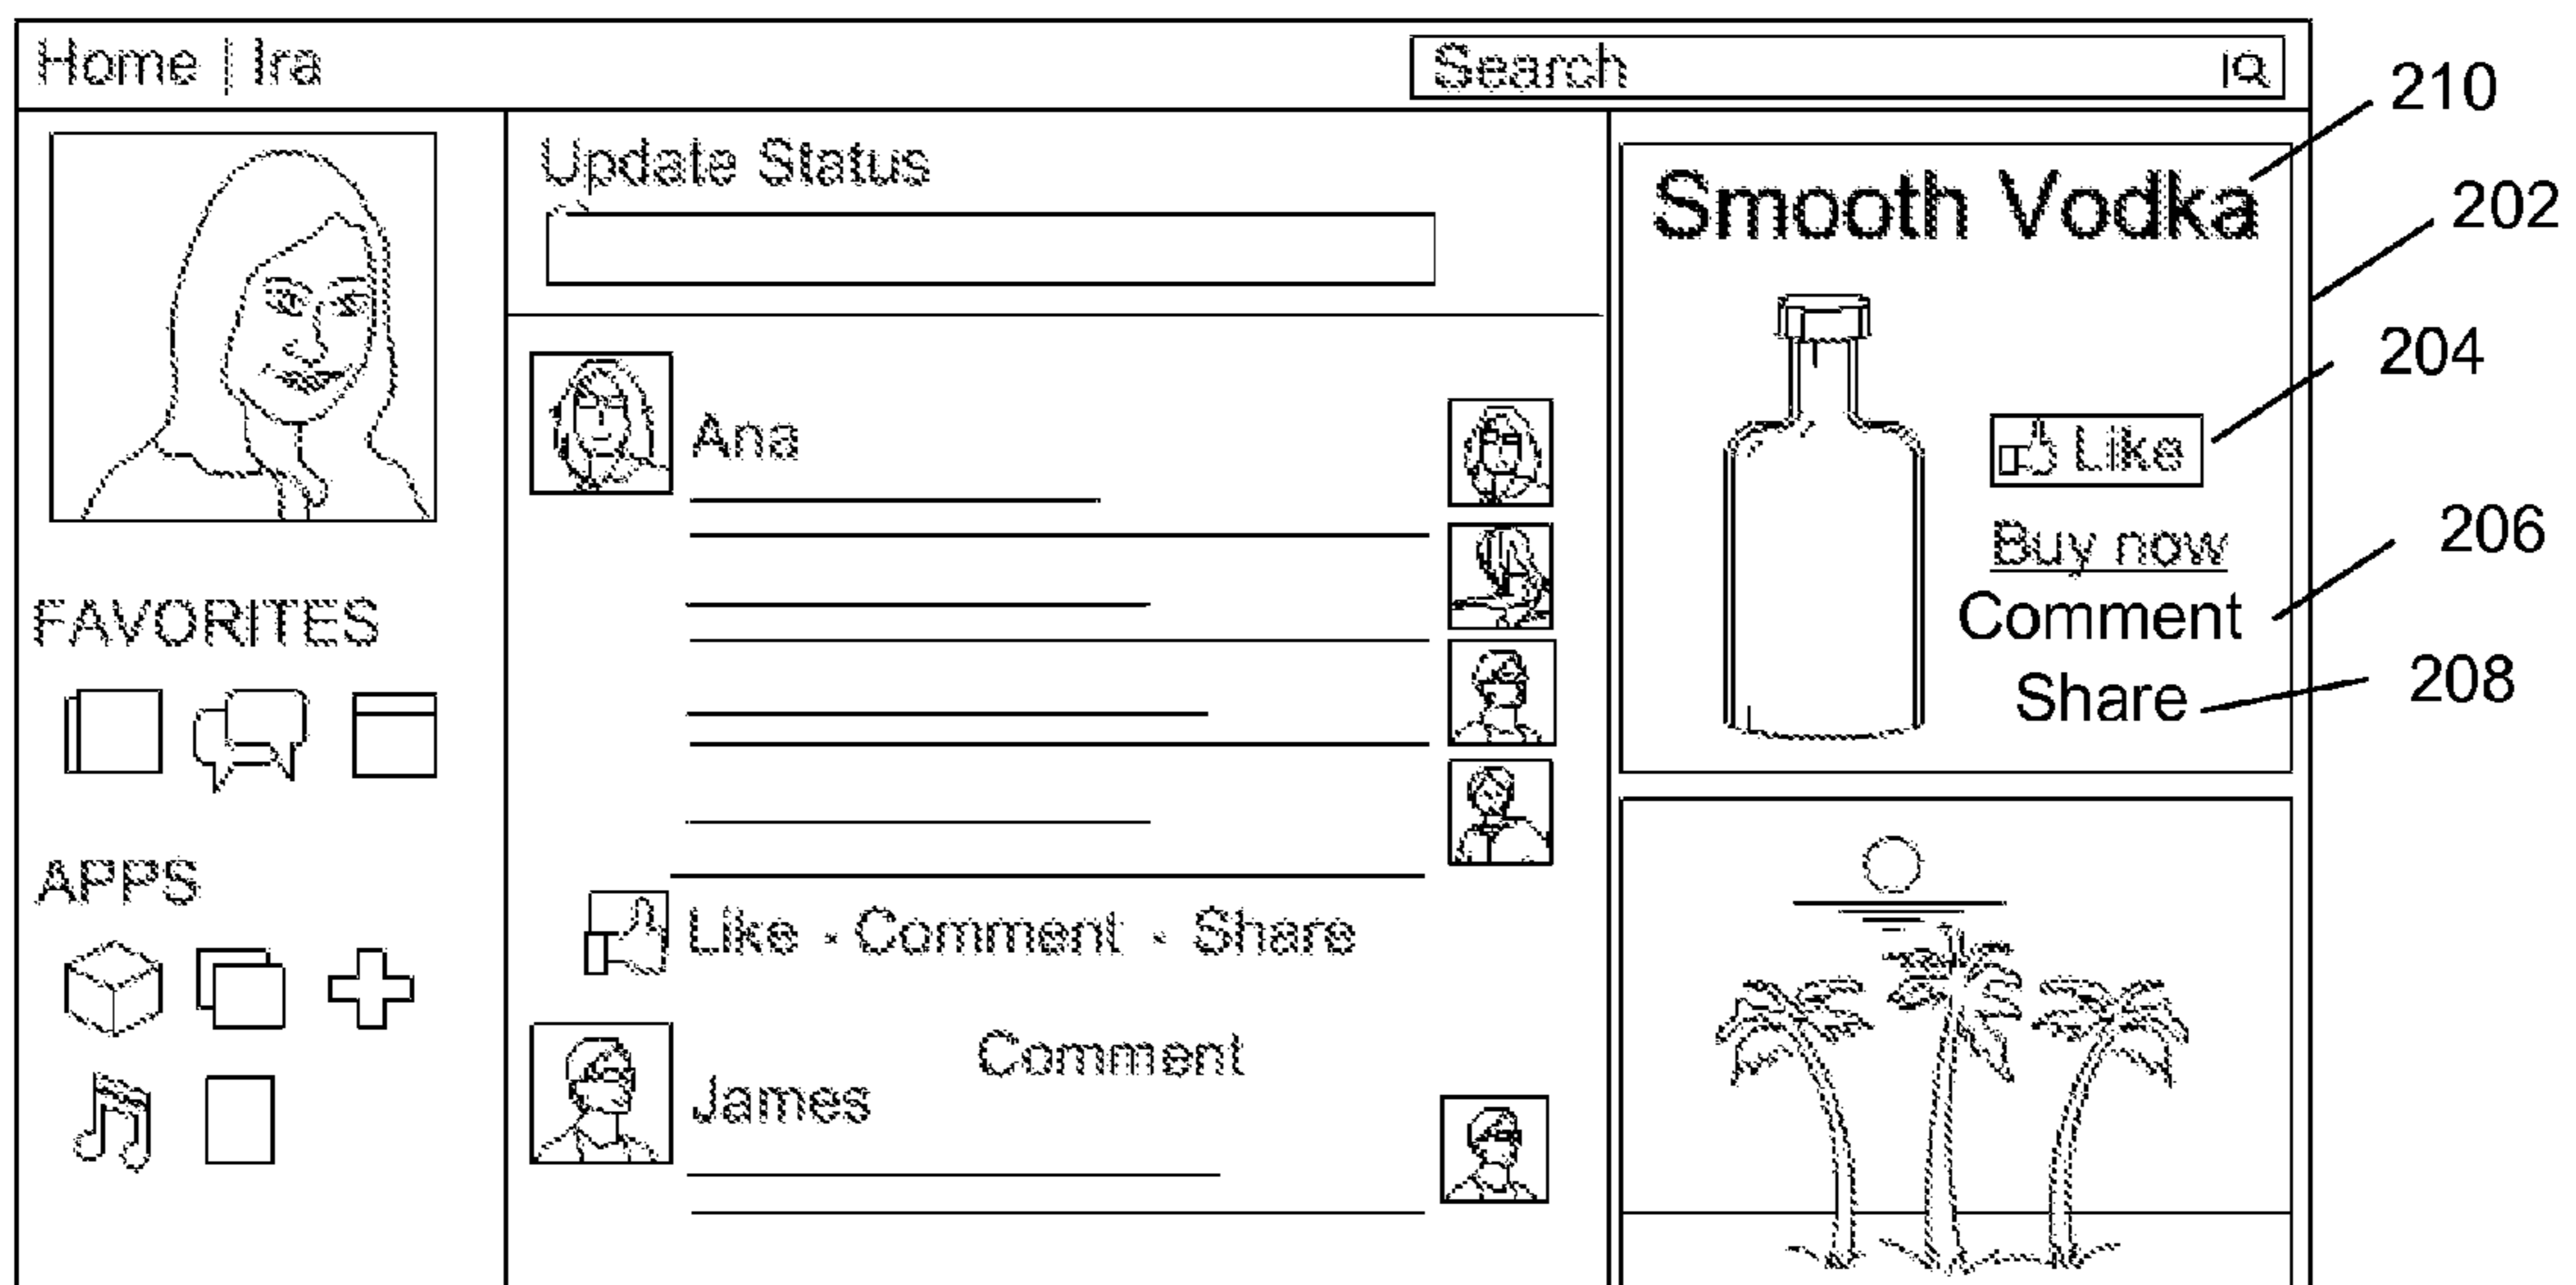 Home | Ira
Search
210
Update Status
Smooth Vodka
202
204
Ana
Like
206
Buy now
FAVORITES
Comment
208
Share
APPS
Like · Comment · Share
Comment
James